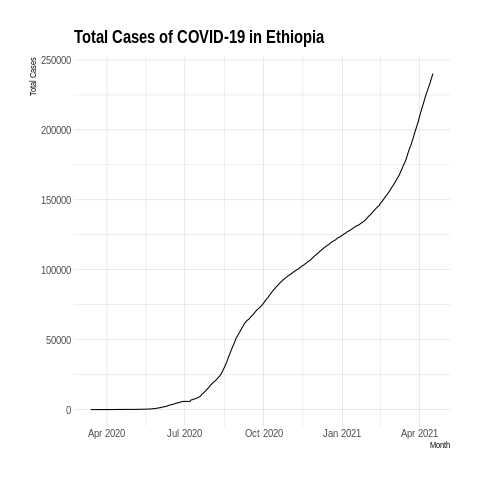 Total Cases of COVID-19 in Ethiopia
Total Cases
250000
200000
150000
100000
50000
0
Apr 2020 Jul 2020 Oct 2020 Jan 2021 Apr 2021
Month